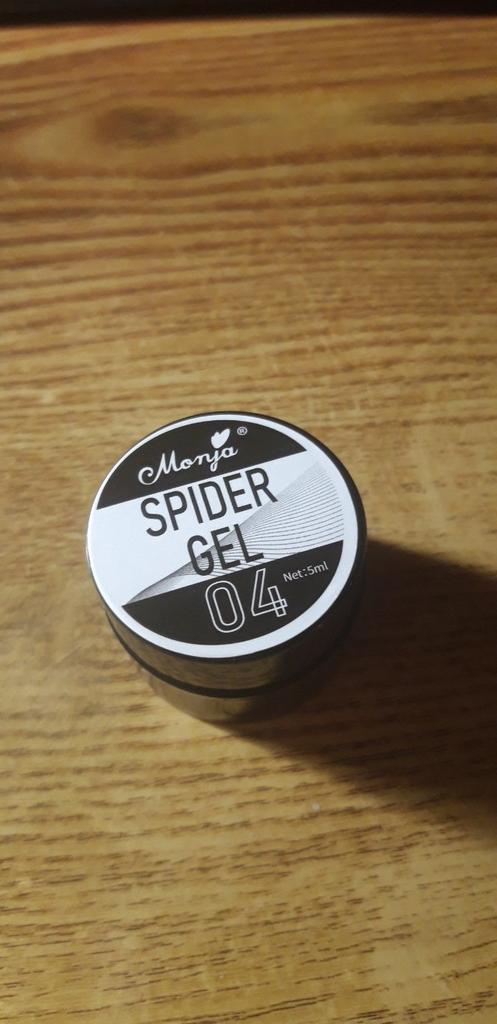 Monja®
SPIDER
GEL
04 Net:5ml